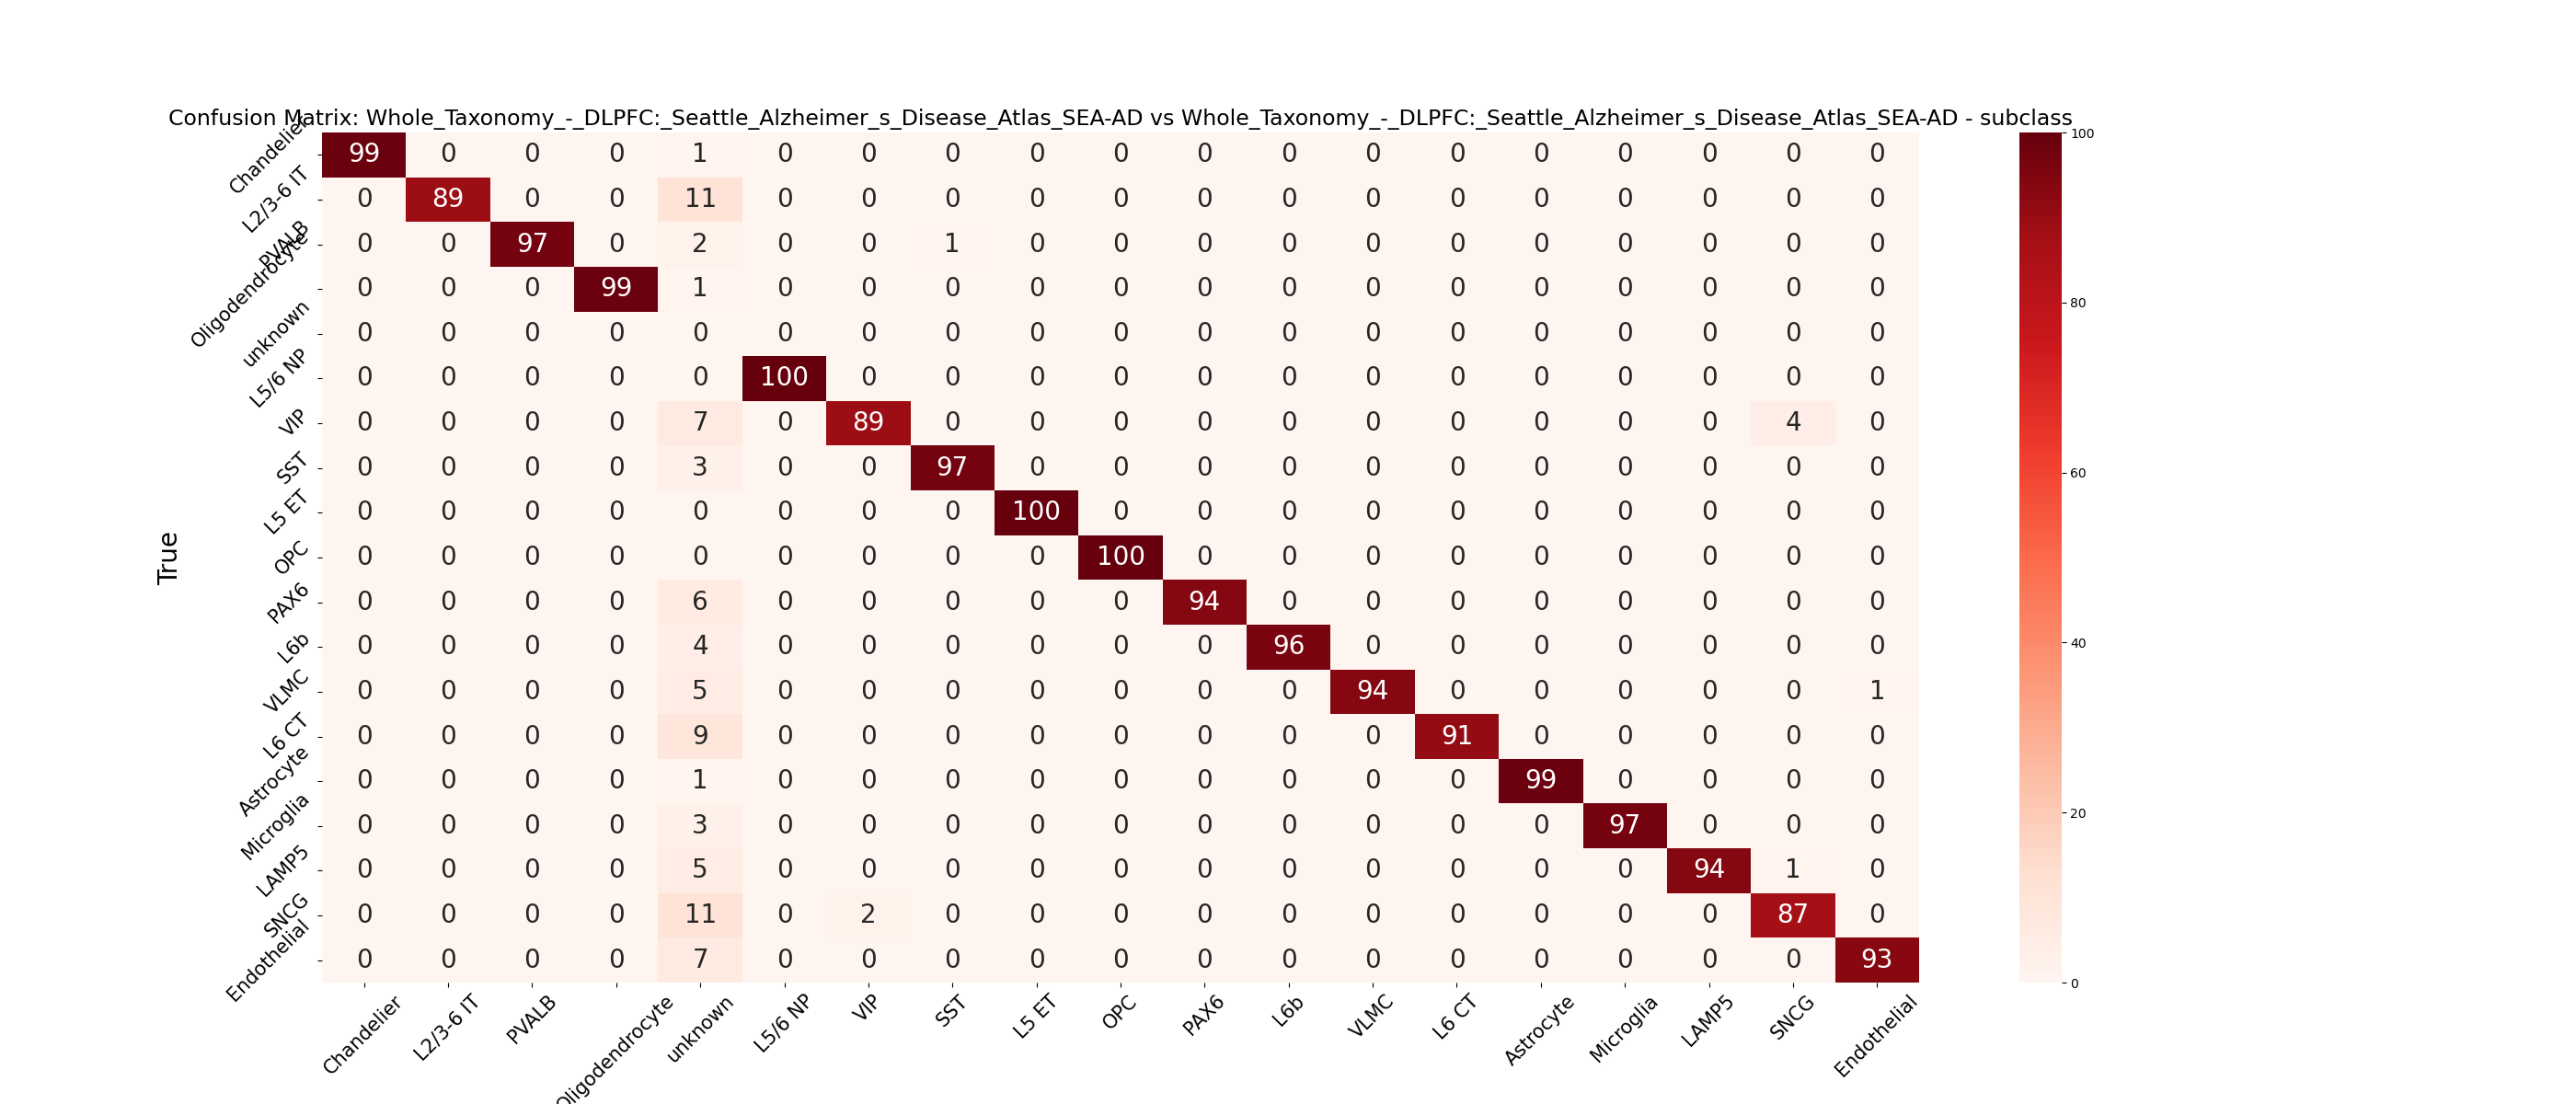 Confusion Matrix: Whole_Taxonomy_-_DLPFC:_Seattle_Alzheimer_s_Disease_Atlas_SEA-AD vs Whole_Taxonomy_-_DLPFC:_Seattle_Alzheimer_s_Disease_Atlas_SEA-AD - subclass
True
Chandelier 99 0 0 0 1 0 0 0 0 0 0 0 0 0 0 0 0 0 0
L2/3-6 IT 0 89 0 0 11 0 0 0 0 0 0 0 0 0 0 0 0 0 0
PVALB 0 0 97 0 2 0 0 1 0 0 0 0 0 0 0 0 0 0 0
Oligodendrocyte 0 0 0 99 1 0 0 0 0 0 0 0 0 0 0 0 0 0 0
unknown 0 0 0 0 0 0 0 0 0 0 0 0 0 0 0 0 0 0 0
L5/6 NP 0 0 0 0 0 100 0 0 0 0 0 0 0 0 0 0 0 0 0
VIP 0 0 0 0 7 0 89 0 0 0 0 0 0 0 0 0 0 4 0
SST 0 0 0 0 3 0 0 97 0 0 0 0 0 0 0 0 0 0 0
L5 ET 0 0 0 0 0 0 0 0 100 0 0 0 0 0 0 0 0 0 0
OPC 0 0 0 0 0 0 0 0 0 100 0 0 0 0 0 0 0 0 0
PAX6 0 0 0 0 6 0 0 0 0 0 94 0 0 0 0 0 0 0 0
L6b 0 0 0 0 4 0 0 0 0 0 0 96 0 0 0 0 0 0 0
VLMC 0 0 0 0 5 0 0 0 0 0 0 0 94 0 0 0 0 0 1
L6 CT 0 0 0 0 9 0 0 0 0 0 0 0 0 91 0 0 0 0 0
Astrocyte 0 0 0 0 1 0 0 0 0 0 0 0 0 0 99 0 0 0 0
Microglia 0 0 0 0 3 0 0 0 0 0 0 0 0 0 0 97 0 0 0
LAMP5 0 0 0 0 5 0 0 0 0 0 0 0 0 0 0 0 94 1 0
SNCG 0 0 0 0 11 0 2 0 0 0 0 0 0 0 0 0 0 87 0
Endothelial 0 0 0 0 7 0 0 0 0 0 0 0 0 0 0 0 0 0 93
Chandelier L2/3-6 IT PVALB Oligodendrocyte unknown L5/6 NP VIP SST L5 ET OPC PAX6 L6b VLMC L6 CT Astrocyte Microglia LAMP5 SNCG Endothelial
100
80
60
40
20
0